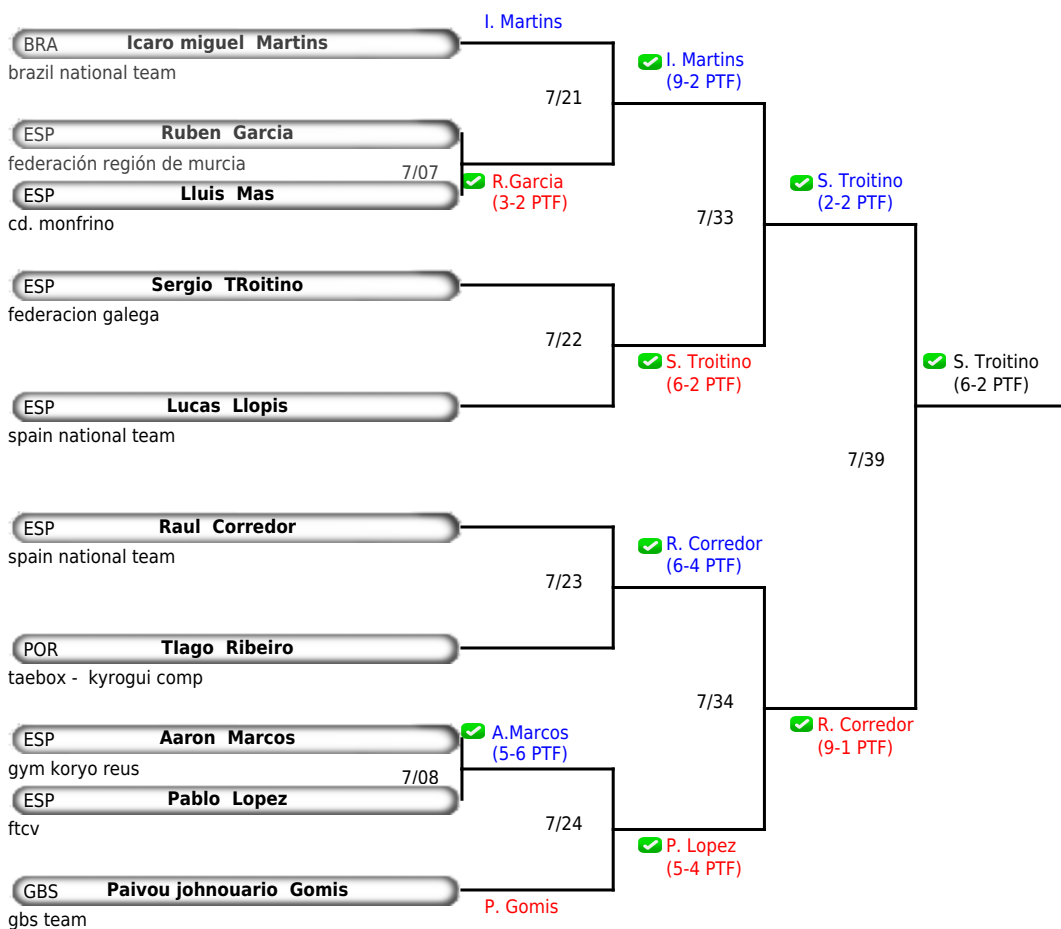 I. Martins
BRA Icaro miguel Martins
brazil national team
I. Martins
(9-2 PTF)
7/21
ESP Ruben Garcia
federación región de murcia
7/07
R.Garcia
(3-2 PTF)
ESP Lluis Mas
cd. monfrino
S. Troitino
(2-2 PTF)
7/33
ESP Sergio TRoitino
federacion galega
7/22
S. Troitino
(6-2 PTF)
S. Troitino
(6-2 PTF)
ESP Lucas Llopis
spain national team
7/39
ESP Raul Corredor
spain national team
R. Corredor
(6-4 PTF)
7/23
POR TIago Ribeiro
taebox - kyrogui comp
7/34
R. Corredor
(9-1 PTF)
ESP Aaron Marcos
gym koryo reus
A.Marcos
(5-6 PTF)
7/08
ESP Pablo Lopez
ftcv
7/24
P. Lopez
(5-4 PTF)
GBS Paivou johnouario Gomis
gbs team
P. Gomis